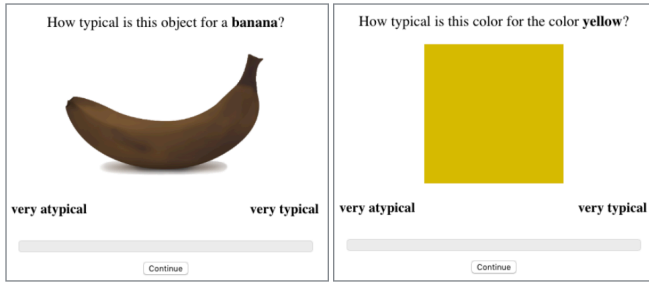 How typical is this object for a banana?
very atypical very typical
Continue
How typical is this color for the color yellow?
very atypical very typical
Continue